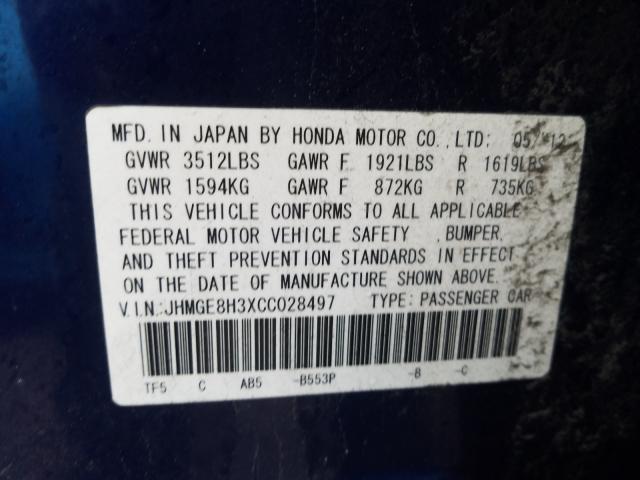 MFD. IN JAPAN BY HONDA MOTOR CO.,LTD: 05/12
GVWR 3512LBS GAWR F 1921LBS R 1619LBS
GVWR 1594KG GAWR F 872KG R 735KG
THIS VEHICLE CONFORMS TO ALL APPLICABLE
FEDERAL MOTOR VEHICLE SAFETY ,BUMPER,
AND THEFT PREVENTION STANDARDS IN EFFECT
ON THE DATE OF MANUFACTURE SHOWN ABOVE.
V.I.N:JHMGE8H3XCC028497 TYPE: PASSENGER CAR
TF5 C AB5 -B553P -B -C